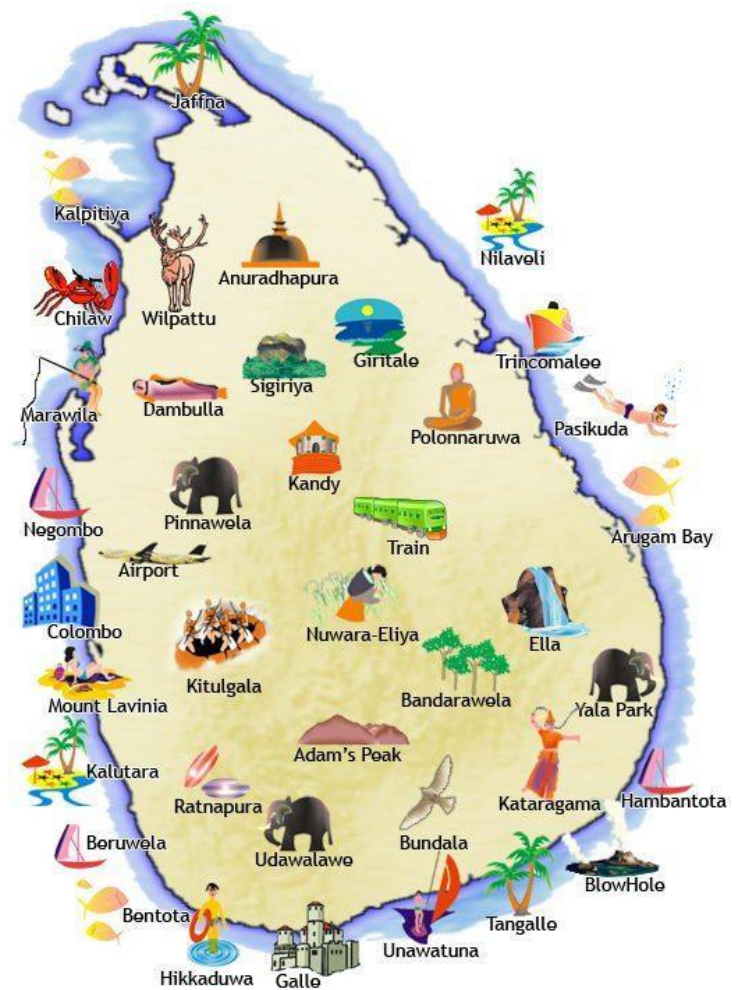 Jaffna
Kalpitiya
Nilaveli
Anuradhapura
Chilaw
Wilpattu
Giritale
Trincomalee
Sigiriya
Marawila
Dambulla
Polonnaruwa
Pasikuda
Kandy
Pinnawela
Negombo
Train
Arugam Bay
Airport
Colombo
Nuwara-Eliya
Ella
Kitulgala
Bandarawela
Mount Lavinia
Yala Park
Adam's Peak
Kalutara
Ratnapura
Kataragama
Hambantota
Beruwela
Udawalawe
Bundala
BlowHole
Bentota
Tangalle
Unawatuna
Hikkaduwa
Galle